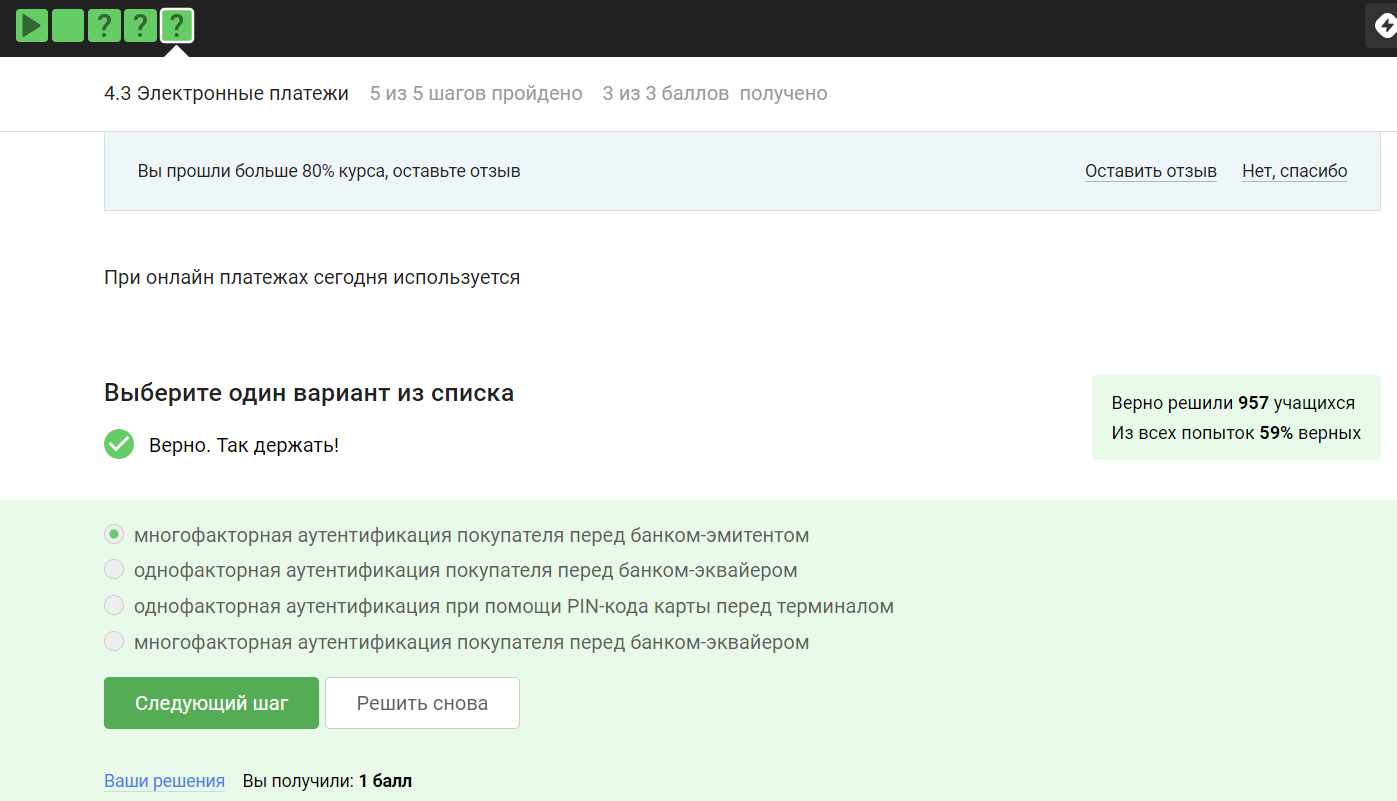 ? ? ?
4.3 Электронные платежи 5 из 5 шагов пройдено 3 из 3 баллов получено
Вы прошли больше 80% курса, оставьте отзыв Оставить отзыв Нет, спасибо
При онлайн платежах сегодня используется
Выберите один вариант из списка
Верно. Так держать!
Верно решили 957 учащихся
Из всех попыток 59% верных
многофакторная аутентификация покупателя перед банком-эмитентом
однофакторная аутентификация покупателя перед банком-эквайером
однофакторная аутентификация при помощи PIN-кода карты перед терминалом
многофакторная аутентификация покупателя перед банком-эквайером
Следующий шаг Решить снова
Ваши решения Вы получили: 1 балл